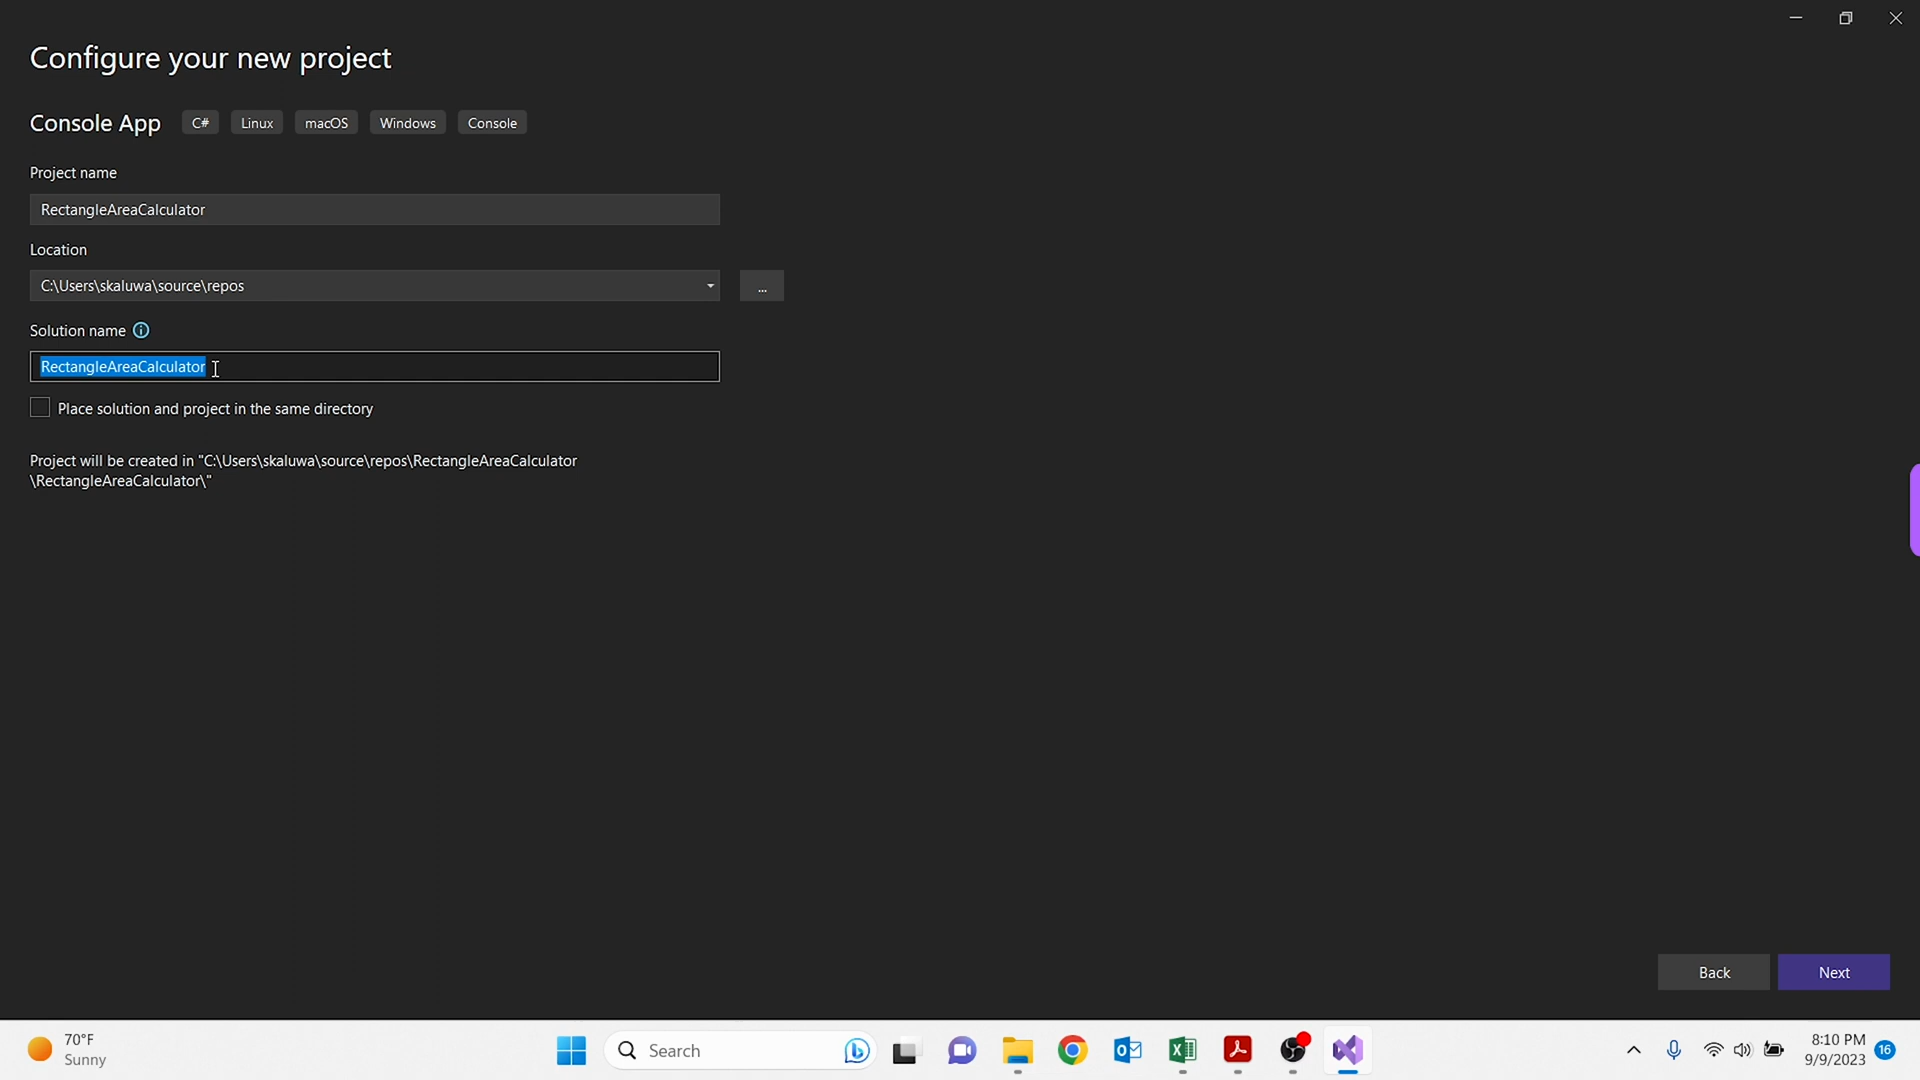 Configure your new project
Console App C# Linux macOS Windows Console
Project name
RectangleAreaCalculator
Location
C:\Users\skaluwa\source\repos
...
Solution name
RectangleAreaCalculator
Place solution and project in the same directory
Project will be created in "C:\Users\skaluwa\source\repos\RectangleAreaCalculator
\RectangleAreaCalculator\"
Back Next
70°F
Sunny
Search
8:10 PM
9/9/2023
16